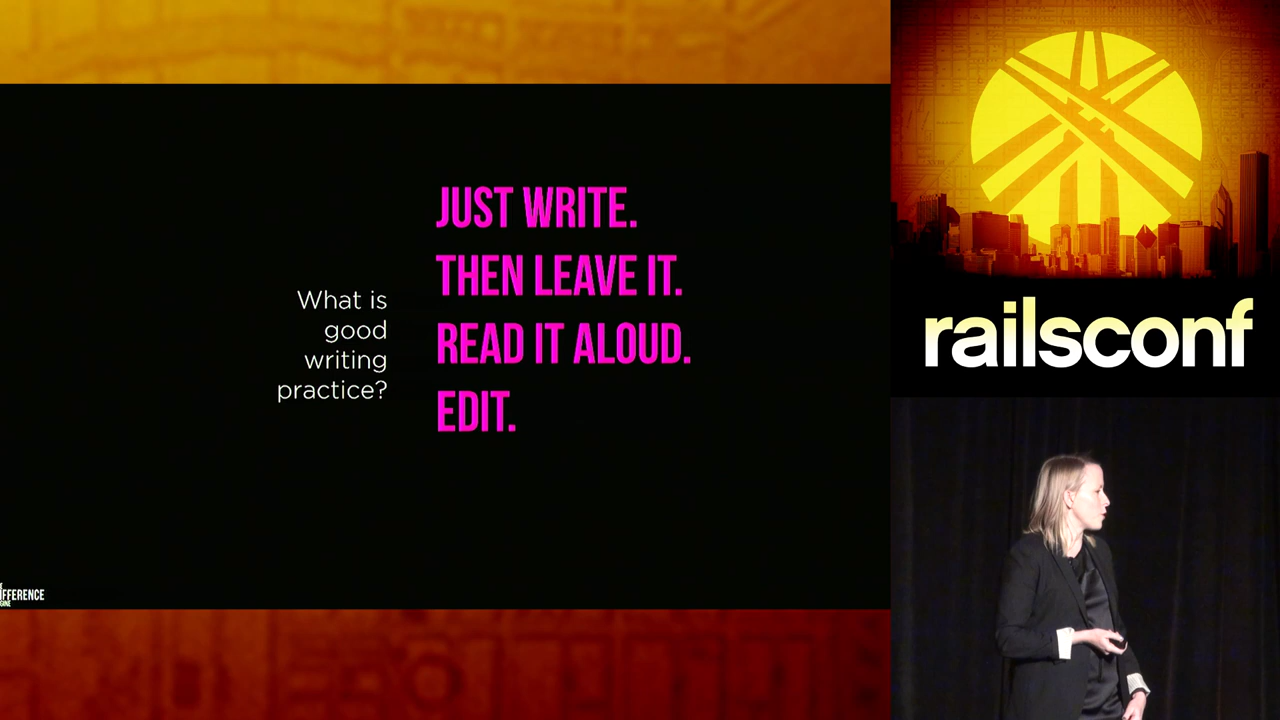 What is
good
writing
practice?
JUST WRITE.
THEN LEAVE IT.
READ IT ALOUD.
EDIT.
railsconf